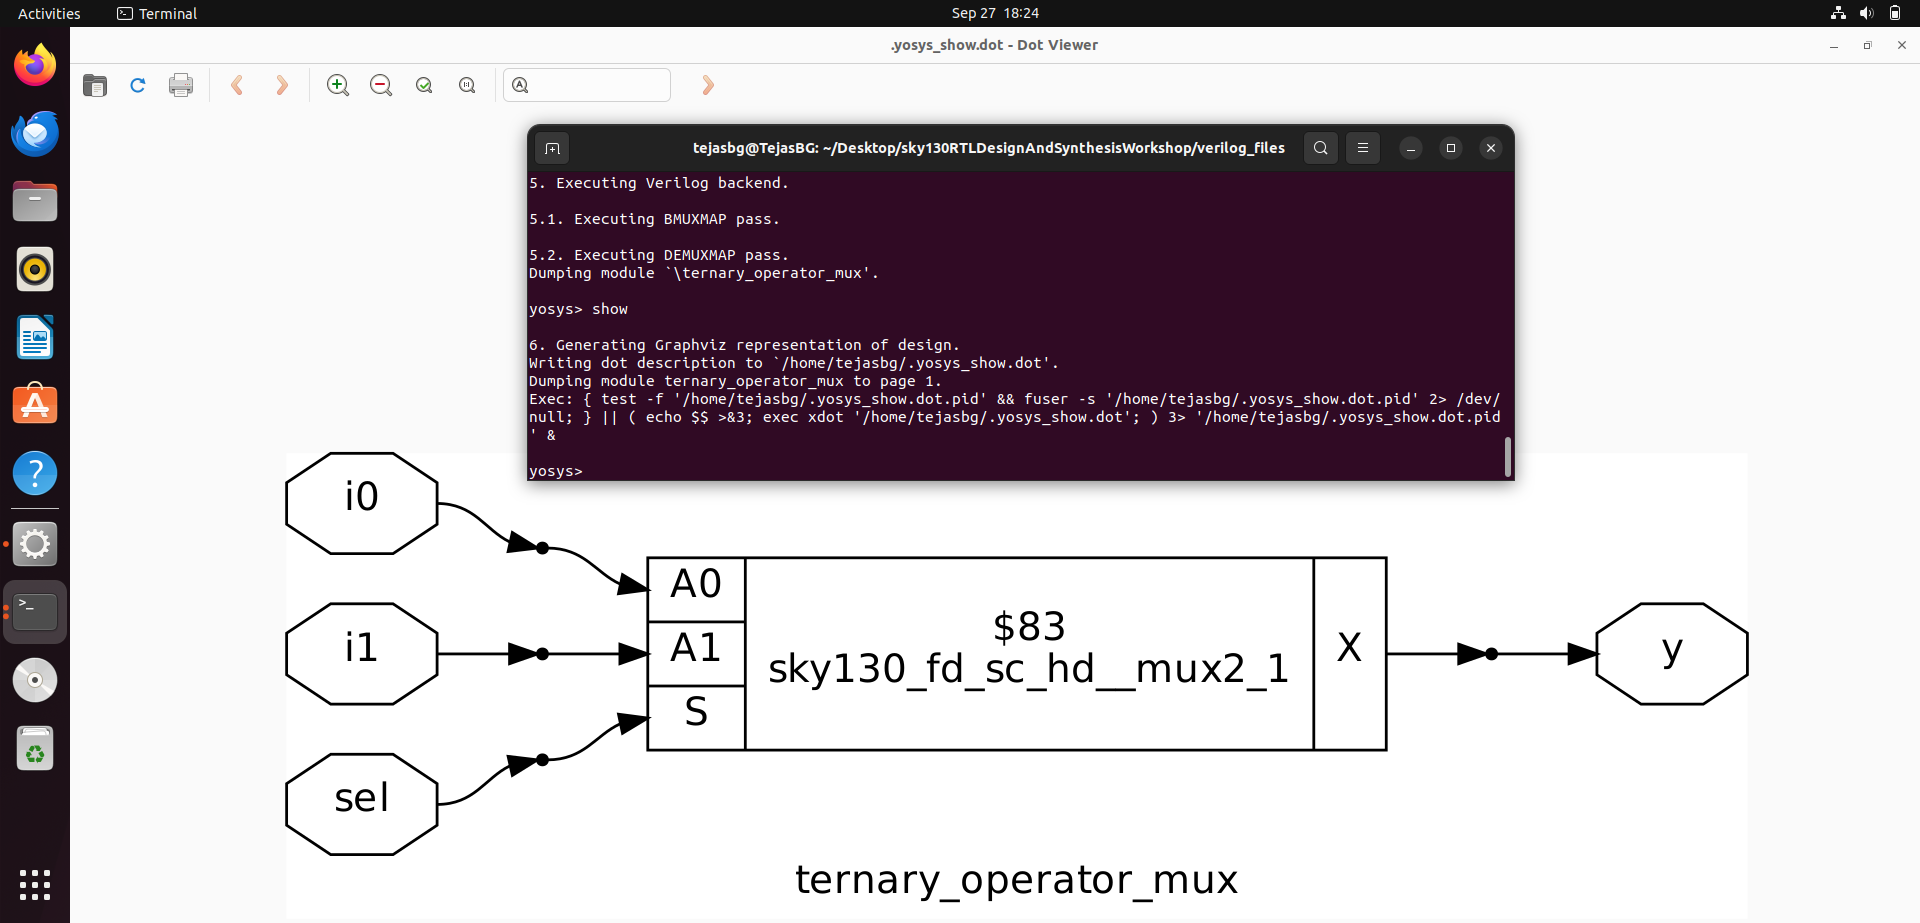 Activities
Terminal
Sep 27 18:24
.yosys_show.dot - Dot Viewer
tejasbg@TejasBG: ~/Desktop/sky130RTLDesignAndSynthesisWorkshop/verilog_files
5. Executing Verilog backend.
5.1. Executing BMUXMAP pass.
5.2. Executing DEMUXMAP pass.
Dumping module `\ternary_operator_mux'.
yosys> show
6. Generating Graphviz representation of design.
Writing dot description to `/home/tejasbg/.yosys_show.dot'.
Dumping module ternary_operator_mux to page 1.
Exec: { test -f '/home/tejasbg/.yosys_show.dot.pid' && fuser -s '/home/tejasbg/.yosys_show.dot.pid' 2> /dev/
null; } || ( echo $$ >&3; exec xdot '/home/tejasbg/.yosys_show.dot'; ) 3> '/home/tejasbg/.yosys_show.dot.pid
' &
yosys>
i0
i1
sel
A0
A1
S
$83
sky130_fd_sc_hd__mux2_1
X
y
ternary_operator_mux